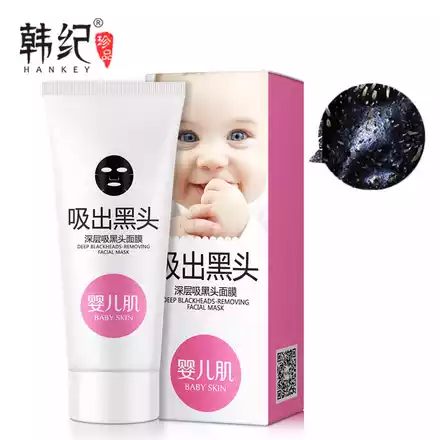 韩纪®
珍品
HANKEY
吸出黑头
深层吸黑头面膜
DEEP BLACKHEADS-REMOVING
FACIAL MASK
婴儿肌
BABY SKIN
吸出黑头
深层吸黑头面膜
DEEP BLACKHEADS-REMOVING
FACIAL MASK
婴儿肌
BABY SKIN